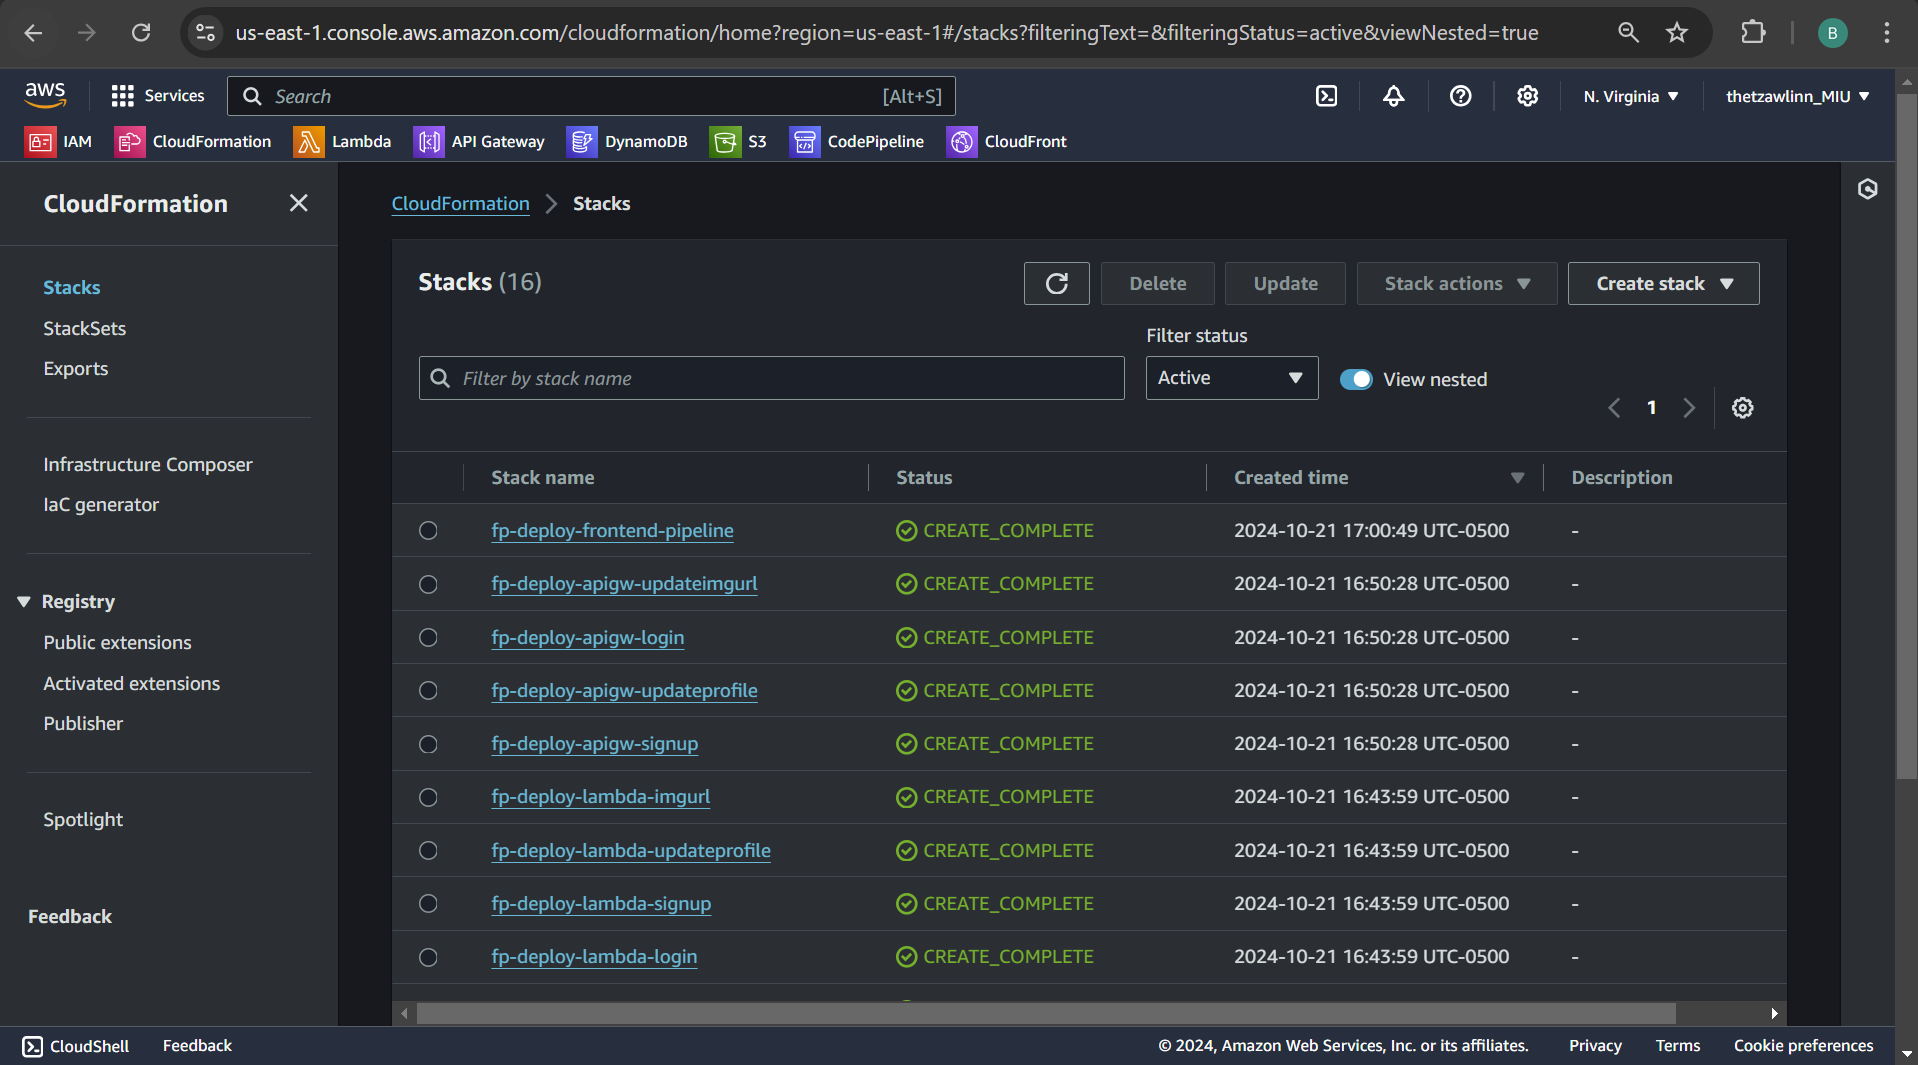 us-east-1.console.aws.amazon.com/cloudformation/home?region=us-east-1#/stacks?filteringText=&filteringStatus=active&viewNested=true
B
aws
Services
Search
[Alt+S]
N. Virginia
thetzawlinn_MIU
IAM
CloudFormation
Lambda
API Gateway
DynamoDB
S3
CodePipeline
CloudFront
CloudFormation
Stacks
StackSets
Exports
Infrastructure Composer
IaC generator
Registry
Public extensions
Activated extensions
Publisher
Spotlight
Feedback
CloudFormation
Stacks
Stacks (16)
Delete
Update
Stack actions
Create stack
Filter status
Filter by stack name
Active
View nested
1
Stack name Status Created time Description
fp-deploy-frontend-pipeline CREATE_COMPLETE 2024-10-21 17:00:49 UTC-0500 -
fp-deploy-apigw-updateimgurl CREATE_COMPLETE 2024-10-21 16:50:28 UTC-0500 -
fp-deploy-apigw-login CREATE_COMPLETE 2024-10-21 16:50:28 UTC-0500 -
fp-deploy-apigw-updateprofile CREATE_COMPLETE 2024-10-21 16:50:28 UTC-0500 -
fp-deploy-apigw-signup CREATE_COMPLETE 2024-10-21 16:50:28 UTC-0500 -
fp-deploy-lambda-imgurl CREATE_COMPLETE 2024-10-21 16:43:59 UTC-0500 -
fp-deploy-lambda-updateprofile CREATE_COMPLETE 2024-10-21 16:43:59 UTC-0500 -
fp-deploy-lambda-signup CREATE_COMPLETE 2024-10-21 16:43:59 UTC-0500 -
fp-deploy-lambda-login CREATE_COMPLETE 2024-10-21 16:43:59 UTC-0500 -
CloudShell
Feedback
© 2024, Amazon Web Services, Inc. or its affiliates.
Privacy
Terms
Cookie preferences